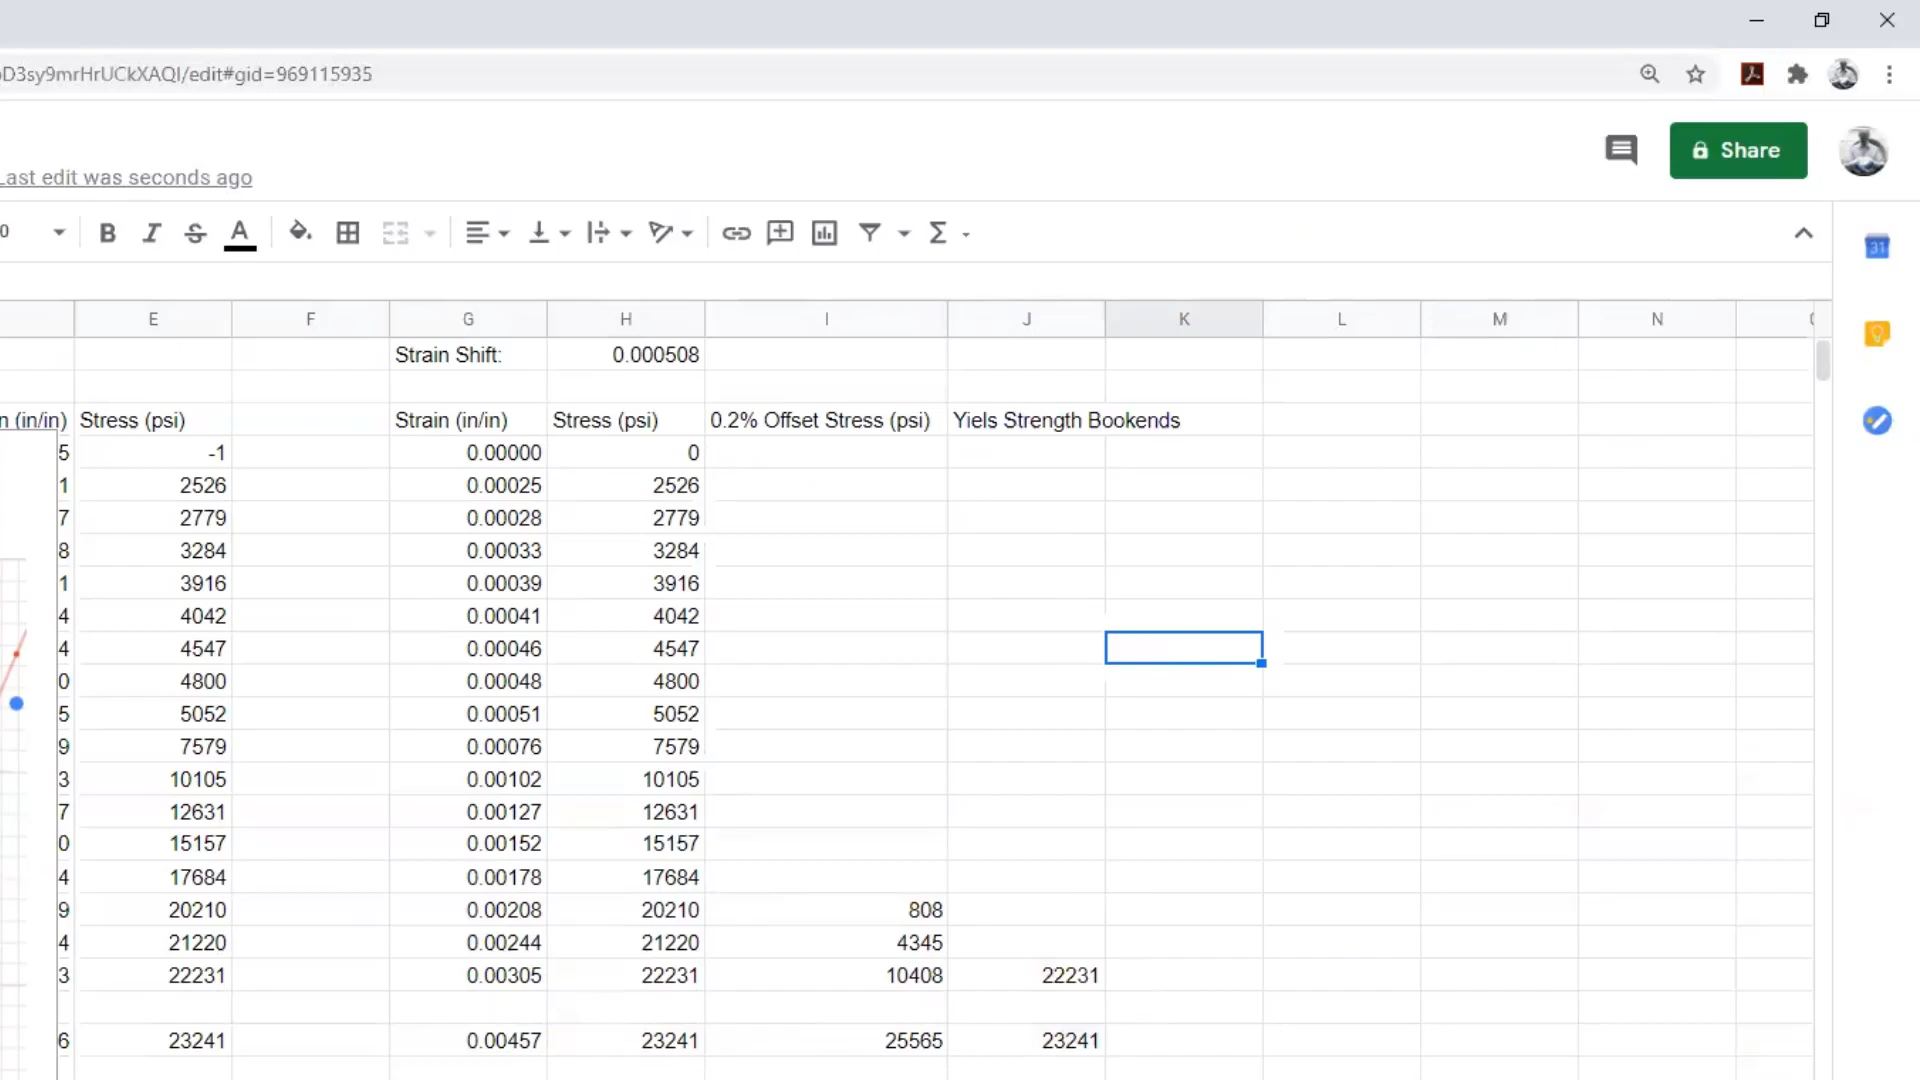 oD3sy9mrHrUCkXAQI/edit#gid=969115935
Share
Last edit was seconds ago
0 B I S A Σ
31
E F G H I J K L M N
Strain Shift: 0.000508
n (in/in) Stress (psi) Strain (in/in) Stress (psi) 0.2% Offset Stress (psi) Yiels Strength Bookends
5 -1 0.00000 0
1 2526 0.00025 2526
7 2779 0.00028 2779
8 3284 0.00033 3284
1 3916 0.00039 3916
4 4042 0.00041 4042
4 4547 0.00046 4547
0 4800 0.00048 4800
5 5052 0.00051 5052
9 7579 0.00076 7579
3 10105 0.00102 10105
7 12631 0.00127 12631
0 15157 0.00152 15157
4 17684 0.00178 17684
9 20210 0.00208 20210 808
4 21220 0.00244 21220 4345
3 22231 0.00305 22231 10408 22231
6 23241 0.00457 23241 25565 23241